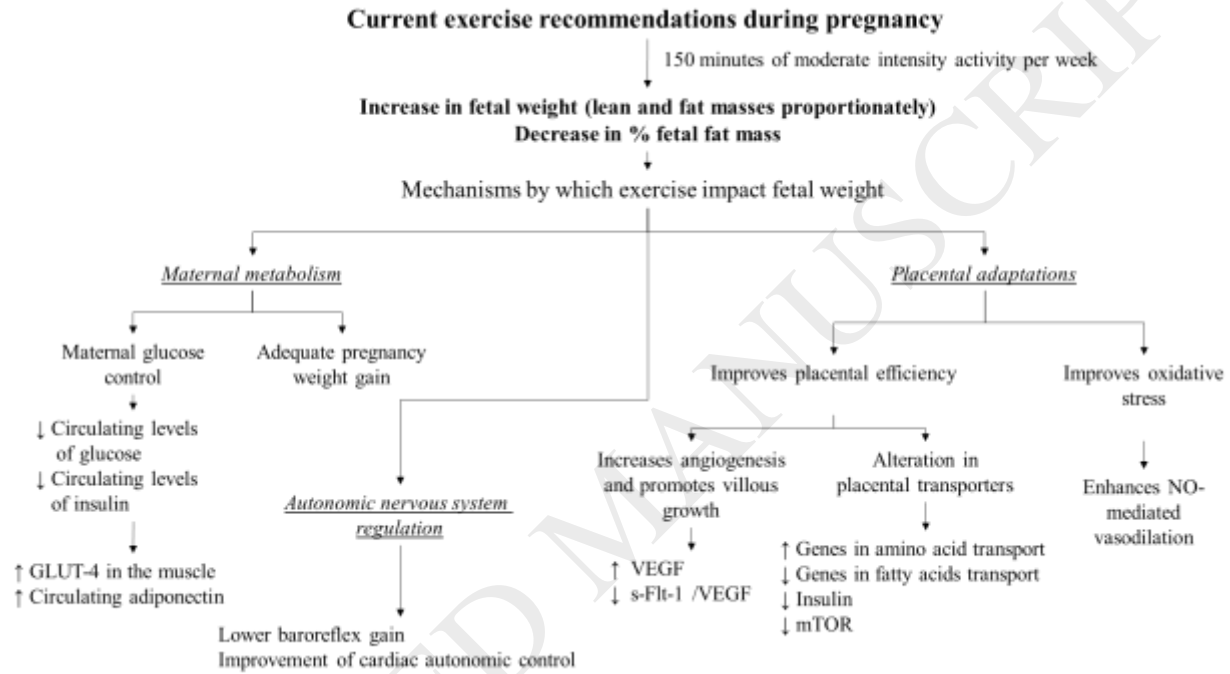 Current exercise recommendations during pregnancy
150 minutes of moderate intensity activity per week
Increase in fetal weight (lean and fat masses proportionately)
Decrease in % fetal fat mass
Mechanisms by which exercise impact fetal weight
Maternal metabolism
Maternal glucose
control
↓ Circulating levels
of glucose
↓ Circulating levels
of insulin
↑ GLUT-4 in the muscle
↑ Circulating adiponectin
Adequate pregnancy
weight gain
Autonomic nervous system
regulation
Lower baroreflex gain
Improvement of cardiac autonomic control
Placental adaptations
Improves placental efficiency
Increases angiogenesis
and promotes villous
growth
↑ VEGF
↓ s-Flt-1 /VEGF
Alteration in
placental transporters
↑ Genes in amino acid transport
↓ Genes in fatty acids transport
↓ Insulin
↓ mTOR
Improves oxidative
stress
Enhances NO-
mediated
vasodilation
ED MANUSCRIP